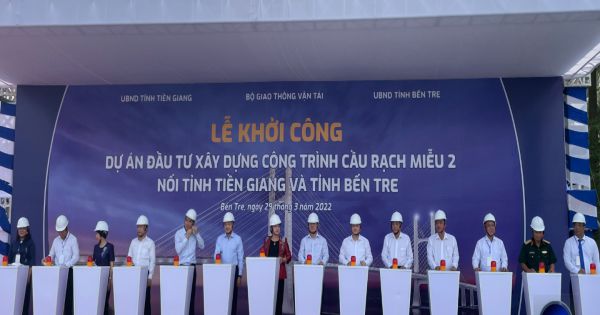 UBND TỈNH TIỀN GIANG
BỘ GIAO THÔNG VẬN TẢI
UBND TỈNH BẾN TRE
LỄ KHỞI CÔNG
DỰ ÁN ĐẦU TƯ XÂY DỰNG CÔNG TRÌNH CẦU RẠCH MIỄU 2
NỐI TỈNH TIỀN GIANG VÀ TỈNH BẾN TRE
Bến Tre, ngày 29 tháng 3 năm 2022